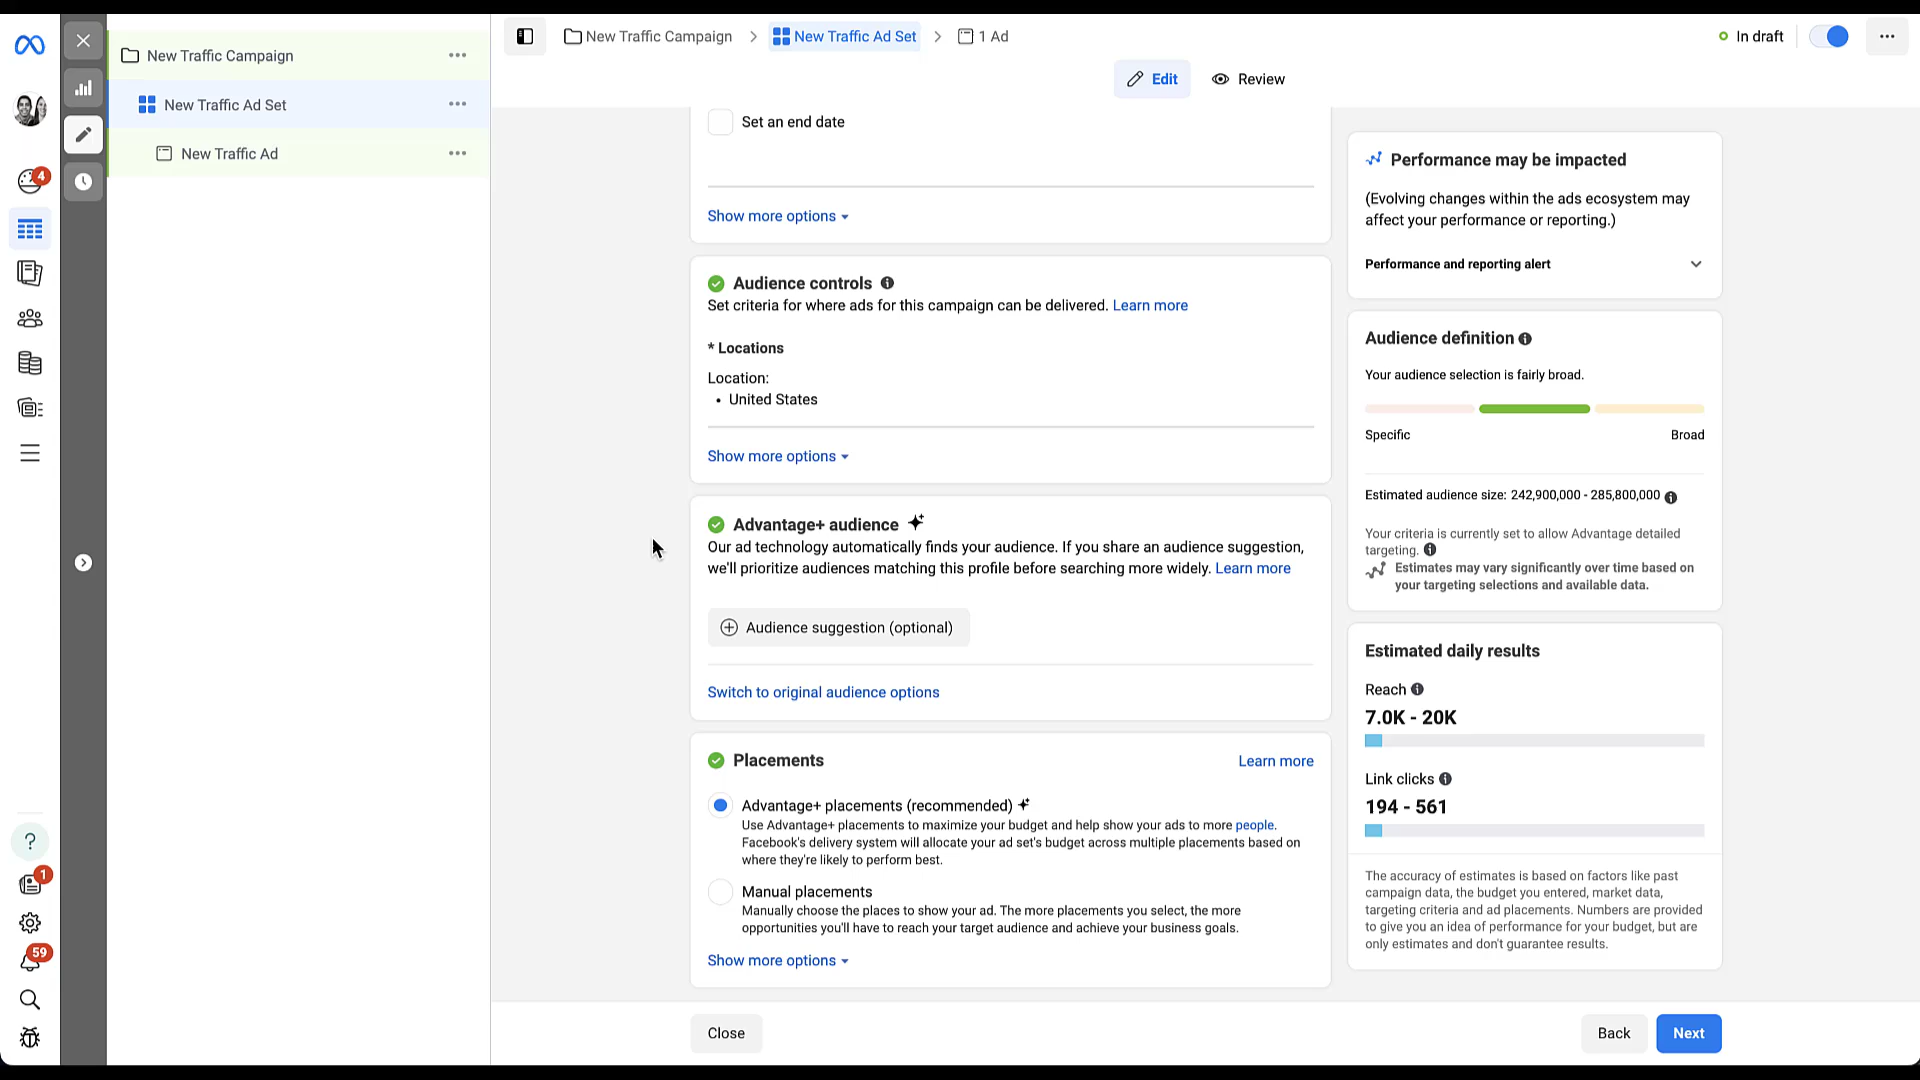 New Traffic Campaign
New Traffic Ad Set
New Traffic Ad
4
?
1
59
New Traffic Campaign > New Traffic Ad Set > 1 Ad
In draft
Edit
Review
Set an end date
Show more options
Audience controls
Set criteria for where ads for this campaign can be delivered. Learn more
* Locations
Location:
• United States
Show more options
Advantage+ audience
Our ad technology automatically finds your audience. If you share an audience suggestion,
we'll prioritize audiences matching this profile before searching more widely. Learn more
Audience suggestion (optional)
Switch to original audience options
Placements
Learn more
Advantage+ placements (recommended)
Use Advantage+ placements to maximize your budget and help show your ads to more people.
Facebook's delivery system will allocate your ad set's budget across multiple placements based on
where they're likely to perform best.
Manual placements
Manually choose the places to show your ad. The more placements you select, the more
opportunities you'll have to reach your target audience and achieve your business goals.
Show more options
Performance may be impacted
(Evolving changes within the ads ecosystem may
affect your performance or reporting.)
Performance and reporting alert
Audience definition
Your audience selection is fairly broad.
Specific
Broad
Estimated audience size: 242,900,000 - 285,800,000
Your criteria is currently set to allow Advantage detailed
targeting.
Estimates may vary significantly over time based on
your targeting selections and available data.
Estimated daily results
Reach
7.0K - 20K
Link clicks
194 - 561
The accuracy of estimates is based on factors like past
campaign data, the budget you entered, market data,
targeting criteria and ad placements. Numbers are provided
to give you an idea of performance for your budget, but are
only estimates and don't guarantee results.
Close
Back
Next